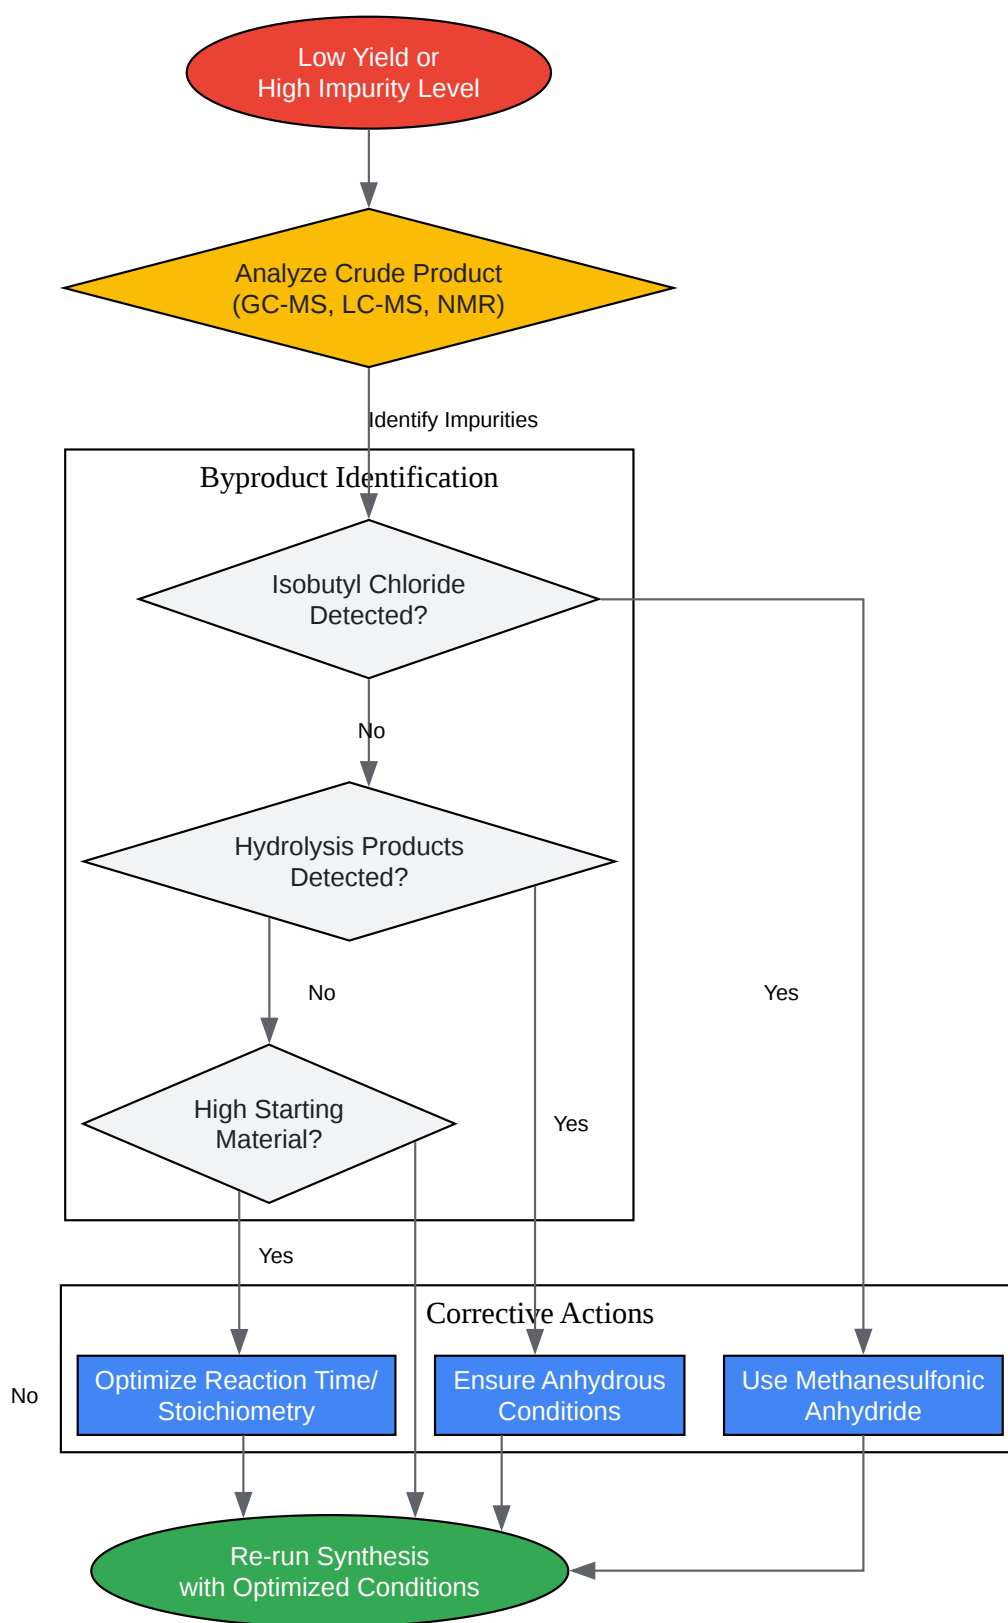 Low Yield or
High Impurity Level
Analyze Crude Product
(GC-MS, LC-MS, NMR)
Identify Impurities
Byproduct Identification
Isobutyl Chloride
Detected?
No
Hydrolysis Products
Detected?
No
Yes
High Starting
Material?
Yes
Yes
Corrective Actions
No
Optimize Reaction Time/
Stoichiometry
Ensure Anhydrous
Conditions
Use Methanesulfonic
Anhydride
Re-run Synthesis
with Optimized Conditions